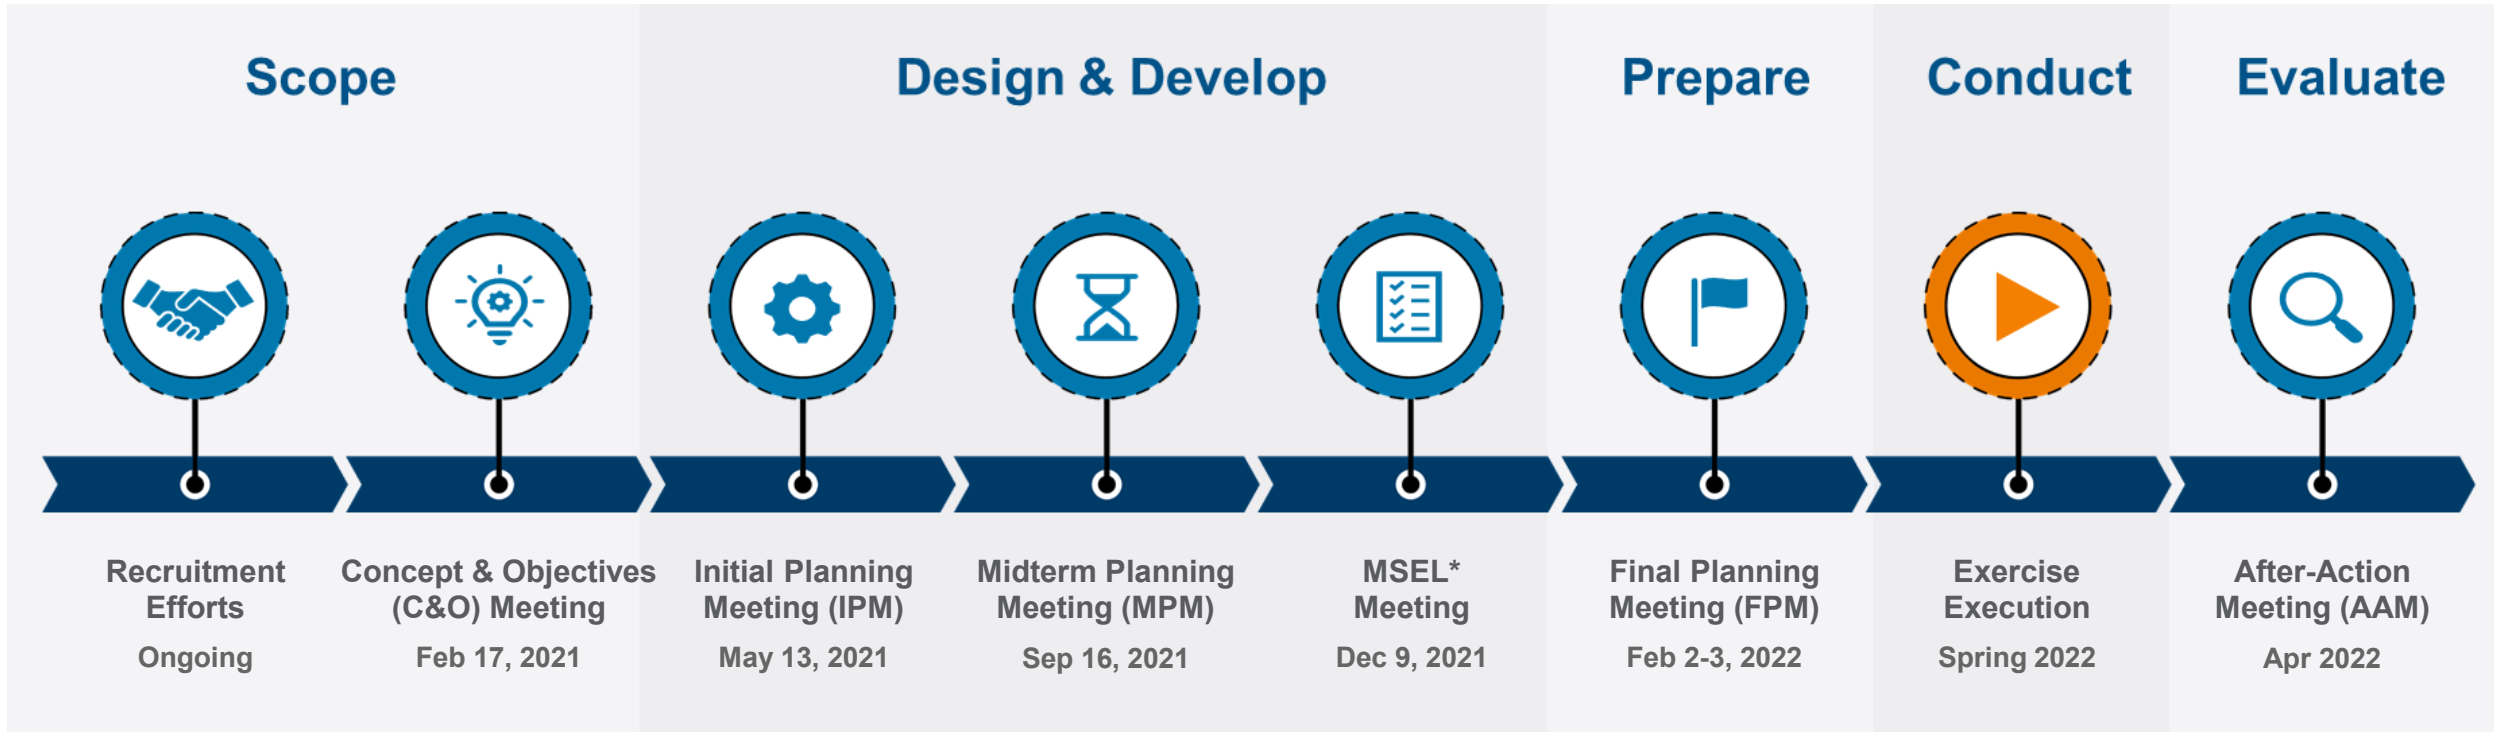 Scope
Design & Develop
Prepare
Conduct
Evaluate
Recruitment
Efforts
Ongoing
Concept & Objectives
(C&O) Meeting
Feb 17, 2021
Initial Planning
Meeting (IPM)
May 13, 2021
Midterm Planning
Meeting (MPM)
Sep 16, 2021
MSEL*
Meeting
Dec 9, 2021
Final Planning
Meeting (FPM)
Feb 2-3, 2022
Exercise
Execution
Spring 2022
After-Action
Meeting (AAM)
Apr 2022